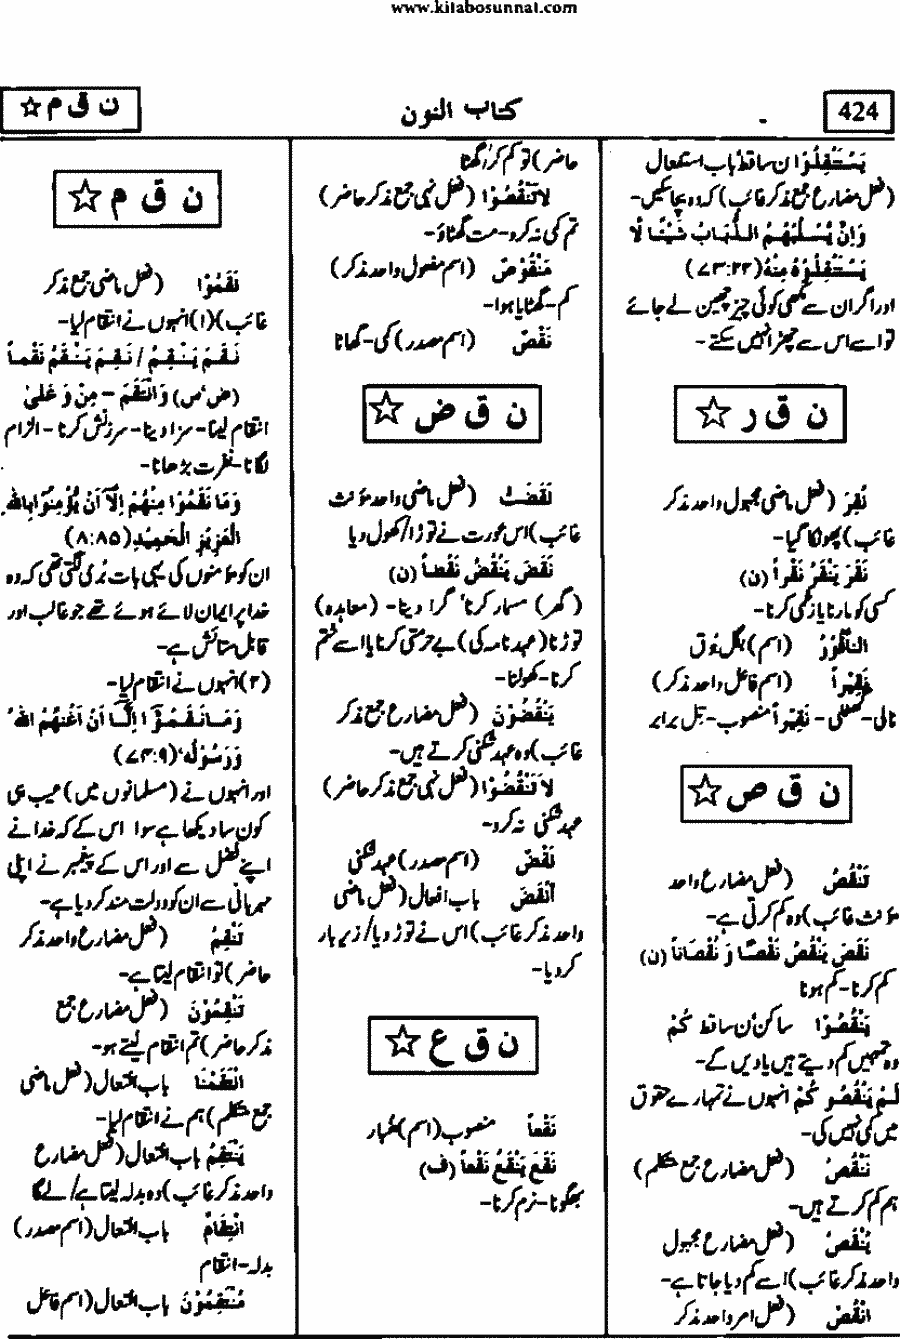 www.kitabosunnat.com
424
کتاب النون
ن ق م ☆
يَسْتَنْقِذُوْا ن ساقط باب استفعال
(فعل مضارع جمع مذکر غائب) کہ وہ بچا سکیں-
وَاِنْ يَّسْلُبْهُمُ الذُّبَابُ شَيْئًا لَّا
يَسْتَنْقِذُوْهُ مِنْهُ (۷۳:۲۲)
اور اگر ان سے مکھی کوئی چیز چھین لے جائے
تو اسے اس سے چھڑا نہیں سکتے-
ن ق ر ☆
نُقِرَ (فعل ماضی مجہول واحد مذکر
غائب) پھونکا گیا-
نَقَرَ يَنْقُرُ نَقْراً (ن)
کسی کو مارنا یا زخمی کرنا-
النَّاقُوْرُ (اسم) بگل
نَقِيْراً (اسم فاعل واحد مذکر)
نَقِيْراً منصوب- تل برابر
ن ق ص ☆
تَنْقُصُ (فعل مضارع واحد
مؤنث غائب) وہ کم کرتی ہے-
نَقَصَ يَنْقُصُ نَقْصًا وَ نُقْصَاناً (ن)
کم کرنا- کم ہونا
يَنْقُصُوْا ساکن ن ساقط كُمْ
وہ تمہیں کم دیتے ہیں یا دیں گے-
لَمْ يَنْقُصُوْ كُمْ انہوں نے تمہارے حقوق
میں کمی نہیں کی-
نَنْقُصُ (فعل مضارع جمع متکلم)
ہم کم کرتے ہیں-
يُنْقَصُ (فعل مضارع مجہول
واحد مذکر غائب) اسے کم دیا جاتا ہے-
انْقُصْ (فعل امر واحد مذکر
حاضر) تو کم کر/ گھٹا
لاَتَنْقُصُوْا (فعل نہی جمع مذکر حاضر)
تم کمی نہ کرو- مت گھٹاؤ-
مَنْقُوْصٌ (اسم مفعول واحد مذکر)
کم- گھٹایا ہوا-
نَقْصٌ (اسم مصدر) کمی- گھاٹا
ن ق ض ☆
نَقَضَتْ (فعل ماضی واحد مؤنث
غائب) اس عورت نے توڑا/ کھول دیا
نَقَضَ يَنْقُضُ نَقْضاً (ن)
(گھر) مسمار کرنا' گرا دینا- (معاہدہ)
توڑنا (عہد نامہ کی) بے حرمتی کرنا یا اسے ختم
کرنا- کھولنا-
يَنْقُضُوْنَ (فعل مضارع جمع مذکر
غائب) وہ عہد شکنی کرتے ہیں-
لاَ تَنْقُضُوْا (فعل نہی جمع مذکر حاضر)
عہد شکنی نہ کرو-
نَقْضٌ (اسم مصدر) عہد شکنی
اَنْقَضَ باب افعال (فعل ماضی
واحد مذکر غائب) اس نے توڑ دیا/ زیر بار
کر دیا-
ن ق ع ☆
نَقْعاً منصوب (اسم) غبار
نَقَعَ يَنْقَعُ نَقْعاً (ف)
بھگونا- نرم کرنا-
ن ق م ☆
نَقَمُوْا (فعل ماضی جمع مذکر
غائب) (۱) انہوں نے انتقام لیا-
نَقَمَ يَنْقِمُ / نَقِمَ يَنْقَمُ نَقْماً
(ض' س) وَانْتَقَمَ - مِنْ وَ عَلىٰ
انتقام لینا- سزا دینا- سرزنش کرنا- الزام
لگانا- نفرت بڑھانا-
وَمَا نَقَمُوْا مِنْهُمْ اِلَّآ اَنْ يُّؤْمِنُوْا بِاللهِ
الْعَزِيْزِ الْحَمِيْدِ (۸:۸۵)
ان کو مؤمنوں کی یہی بات بُری لگتی تھی کہ وہ
خدا پر ایمان لائے ہوئے تھے جو غالب اور
قابل ستائش ہے-
(۲) انہوں نے انتقام لیا-
وَمَا نَقَمُوْٓا اِلَّآ اَنْ اَغْنٰهُمُ اللهُ
وَرَسُوْلُه (۷۳:۹)
اور انہوں نے (مسلمانوں میں) عیب ہی
کون سا دیکھا ہے سوا اس کے کہ خدا نے
اپنے فضل سے اور اس کے پیغمبر نے اپنی
مہربانی سے ان کو دولت مند کر دیا ہے-
تَنْقِمُ (فعل مضارع واحد مذکر
حاضر) تو انتقام لیتا ہے-
تَنْقِمُوْنَ (فعل مضارع جمع
مذکر حاضر) تم انتقام لیتے ہو-
انْتَقَمْنَا باب افتعال (فعل ماضی
جمع متکلم) ہم نے انتقام لیا-
يَنْتَقِمُ باب افتعال (فعل مضارع
واحد مذکر غائب) وہ بدلہ لیتا ہے/ لے گا
انْتِقَامٌ باب افتعال (اسم مصدر)
بدلہ- انتقام
مُنْتَقِمُوْنَ باب افتعال (اسم فاعل